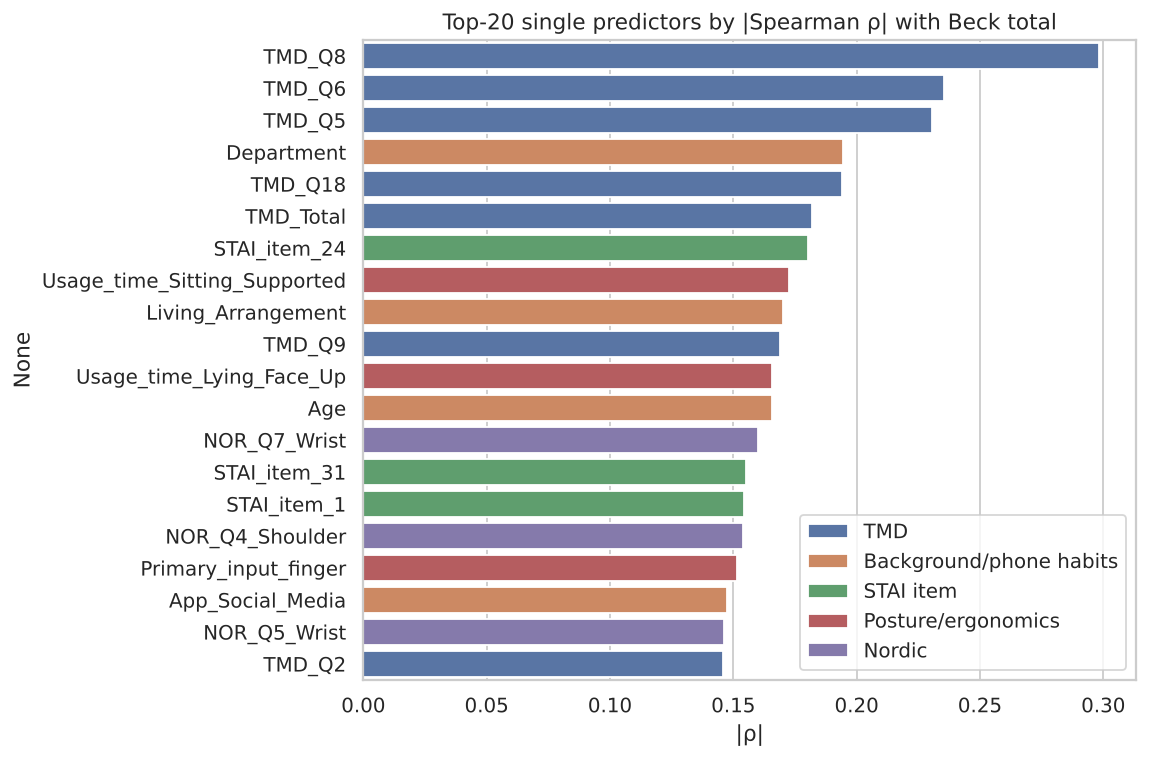 Top-20 single predictors by |Spearman ρ| with Beck total
None
TMD_Q8
TMD_Q6
TMD_Q5
Department
TMD_Q18
TMD_Total
STAI_item_24
Usage_time_Sitting_Supported
Living_Arrangement
TMD_Q9
Usage_time_Lying_Face_Up
Age
NOR_Q7_Wrist
STAI_item_31
STAI_item_1
NOR_Q4_Shoulder
Primary_input_finger
App_Social_Media
NOR_Q5_Wrist
TMD_Q2
TMD
Background/phone habits
STAI item
Posture/ergonomics
Nordic
0.00 0.05 0.10 0.15 0.20 0.25 0.30
|ρ|